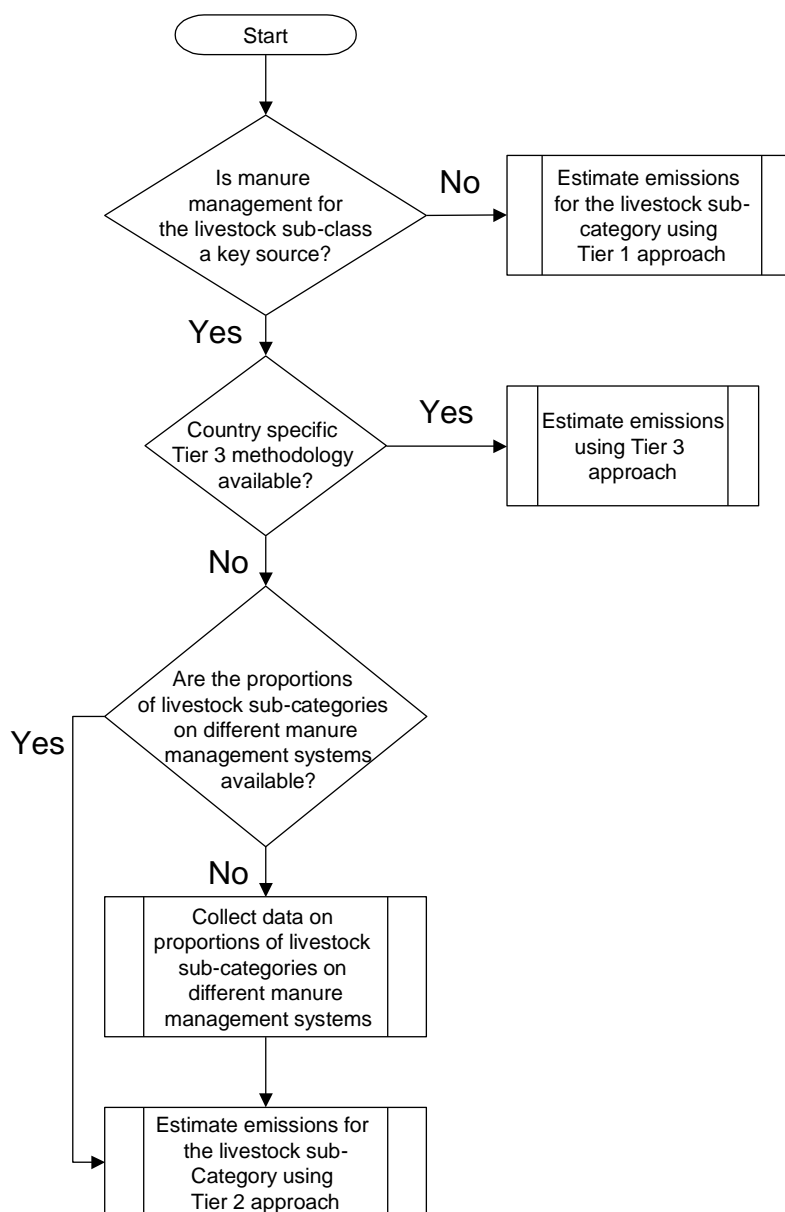 Start
Is manure
management for
the livestock sub-class
a key source?
No
Estimate emissions
for the livestock sub-
category using
Tier 1 approach
Yes
Country specific
Tier 3 methodology
available?
Yes
Estimate emissions
using Tier 3
approach
No
Are the proportions
of livestock sub-categories
on different manure
management systems
available?
Yes
No
Collect data on
proportions of livestock
sub-categories on
different manure
management systems
Estimate emissions for
the livestock sub-
Category using
Tier 2 approach